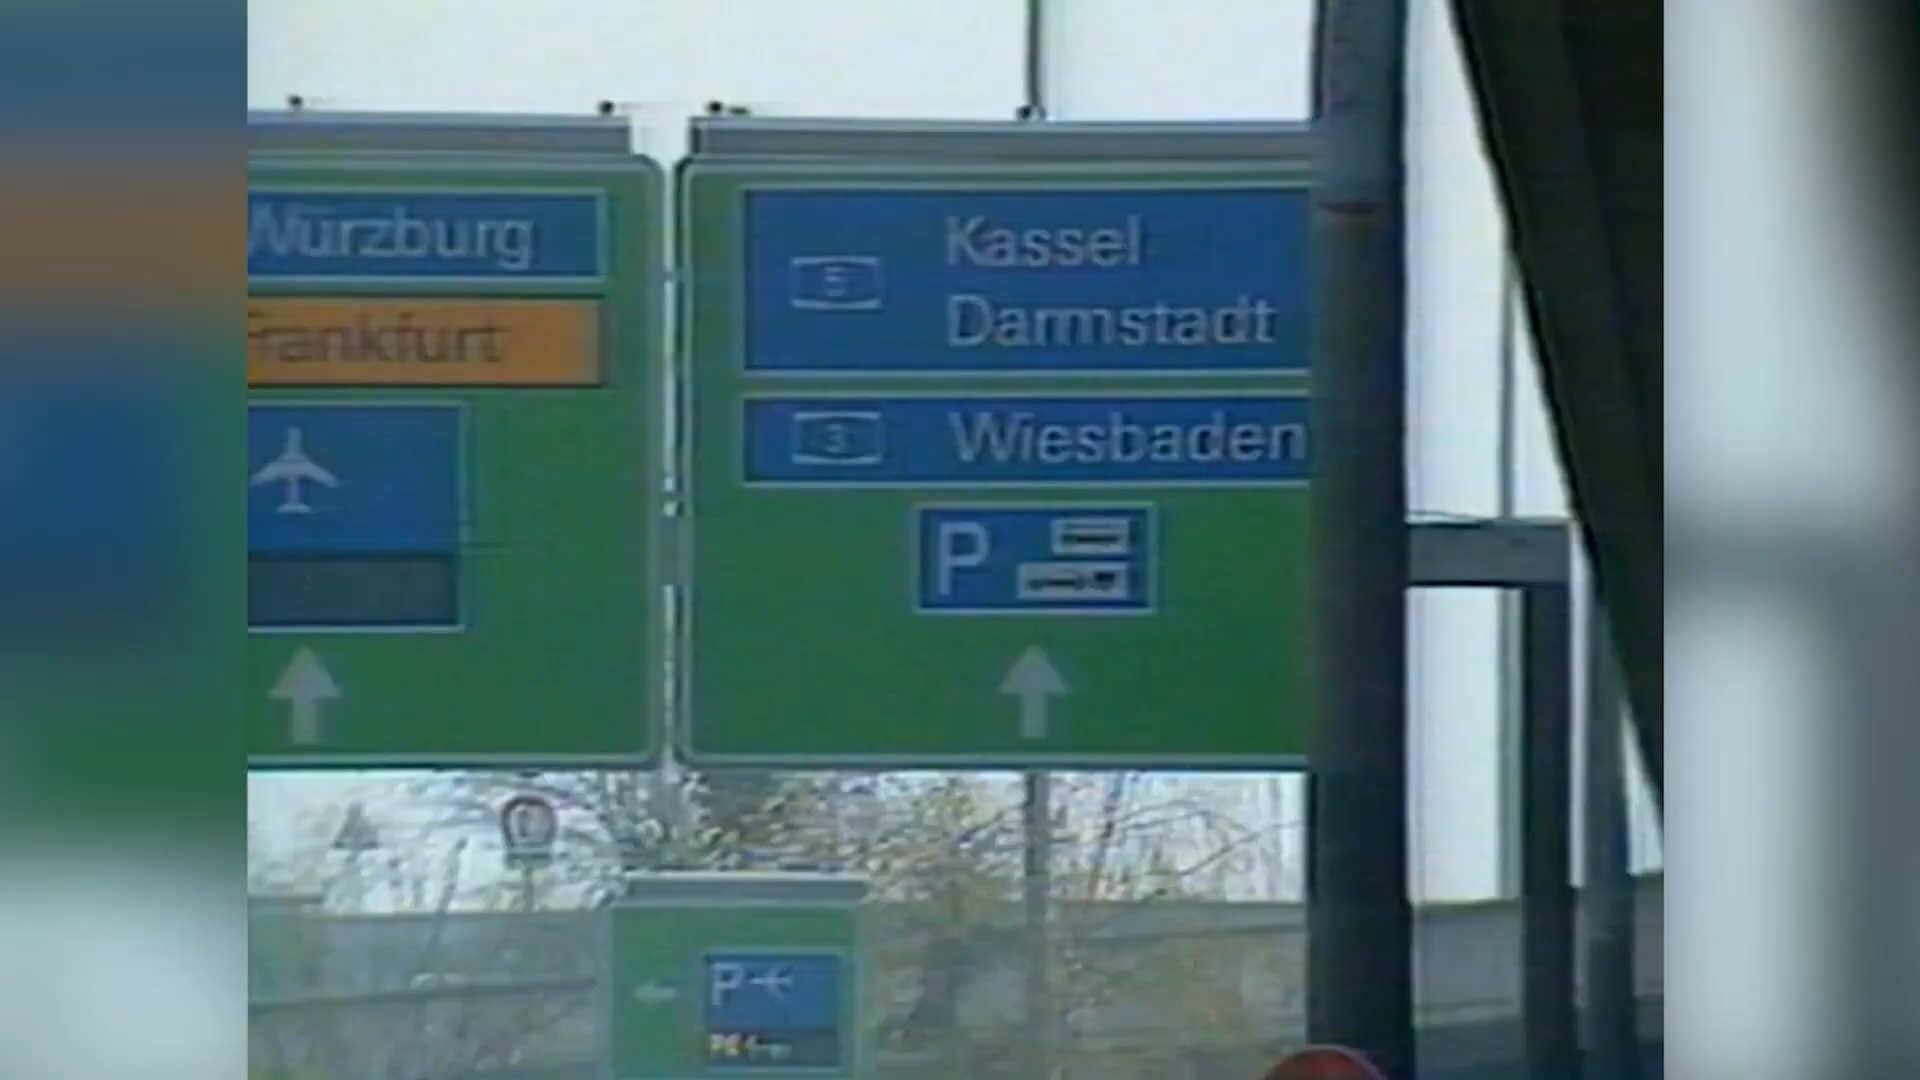 Würzburg
Frankfurt
5
Kassel
Darmstadt
3
Wiesbaden
P
P